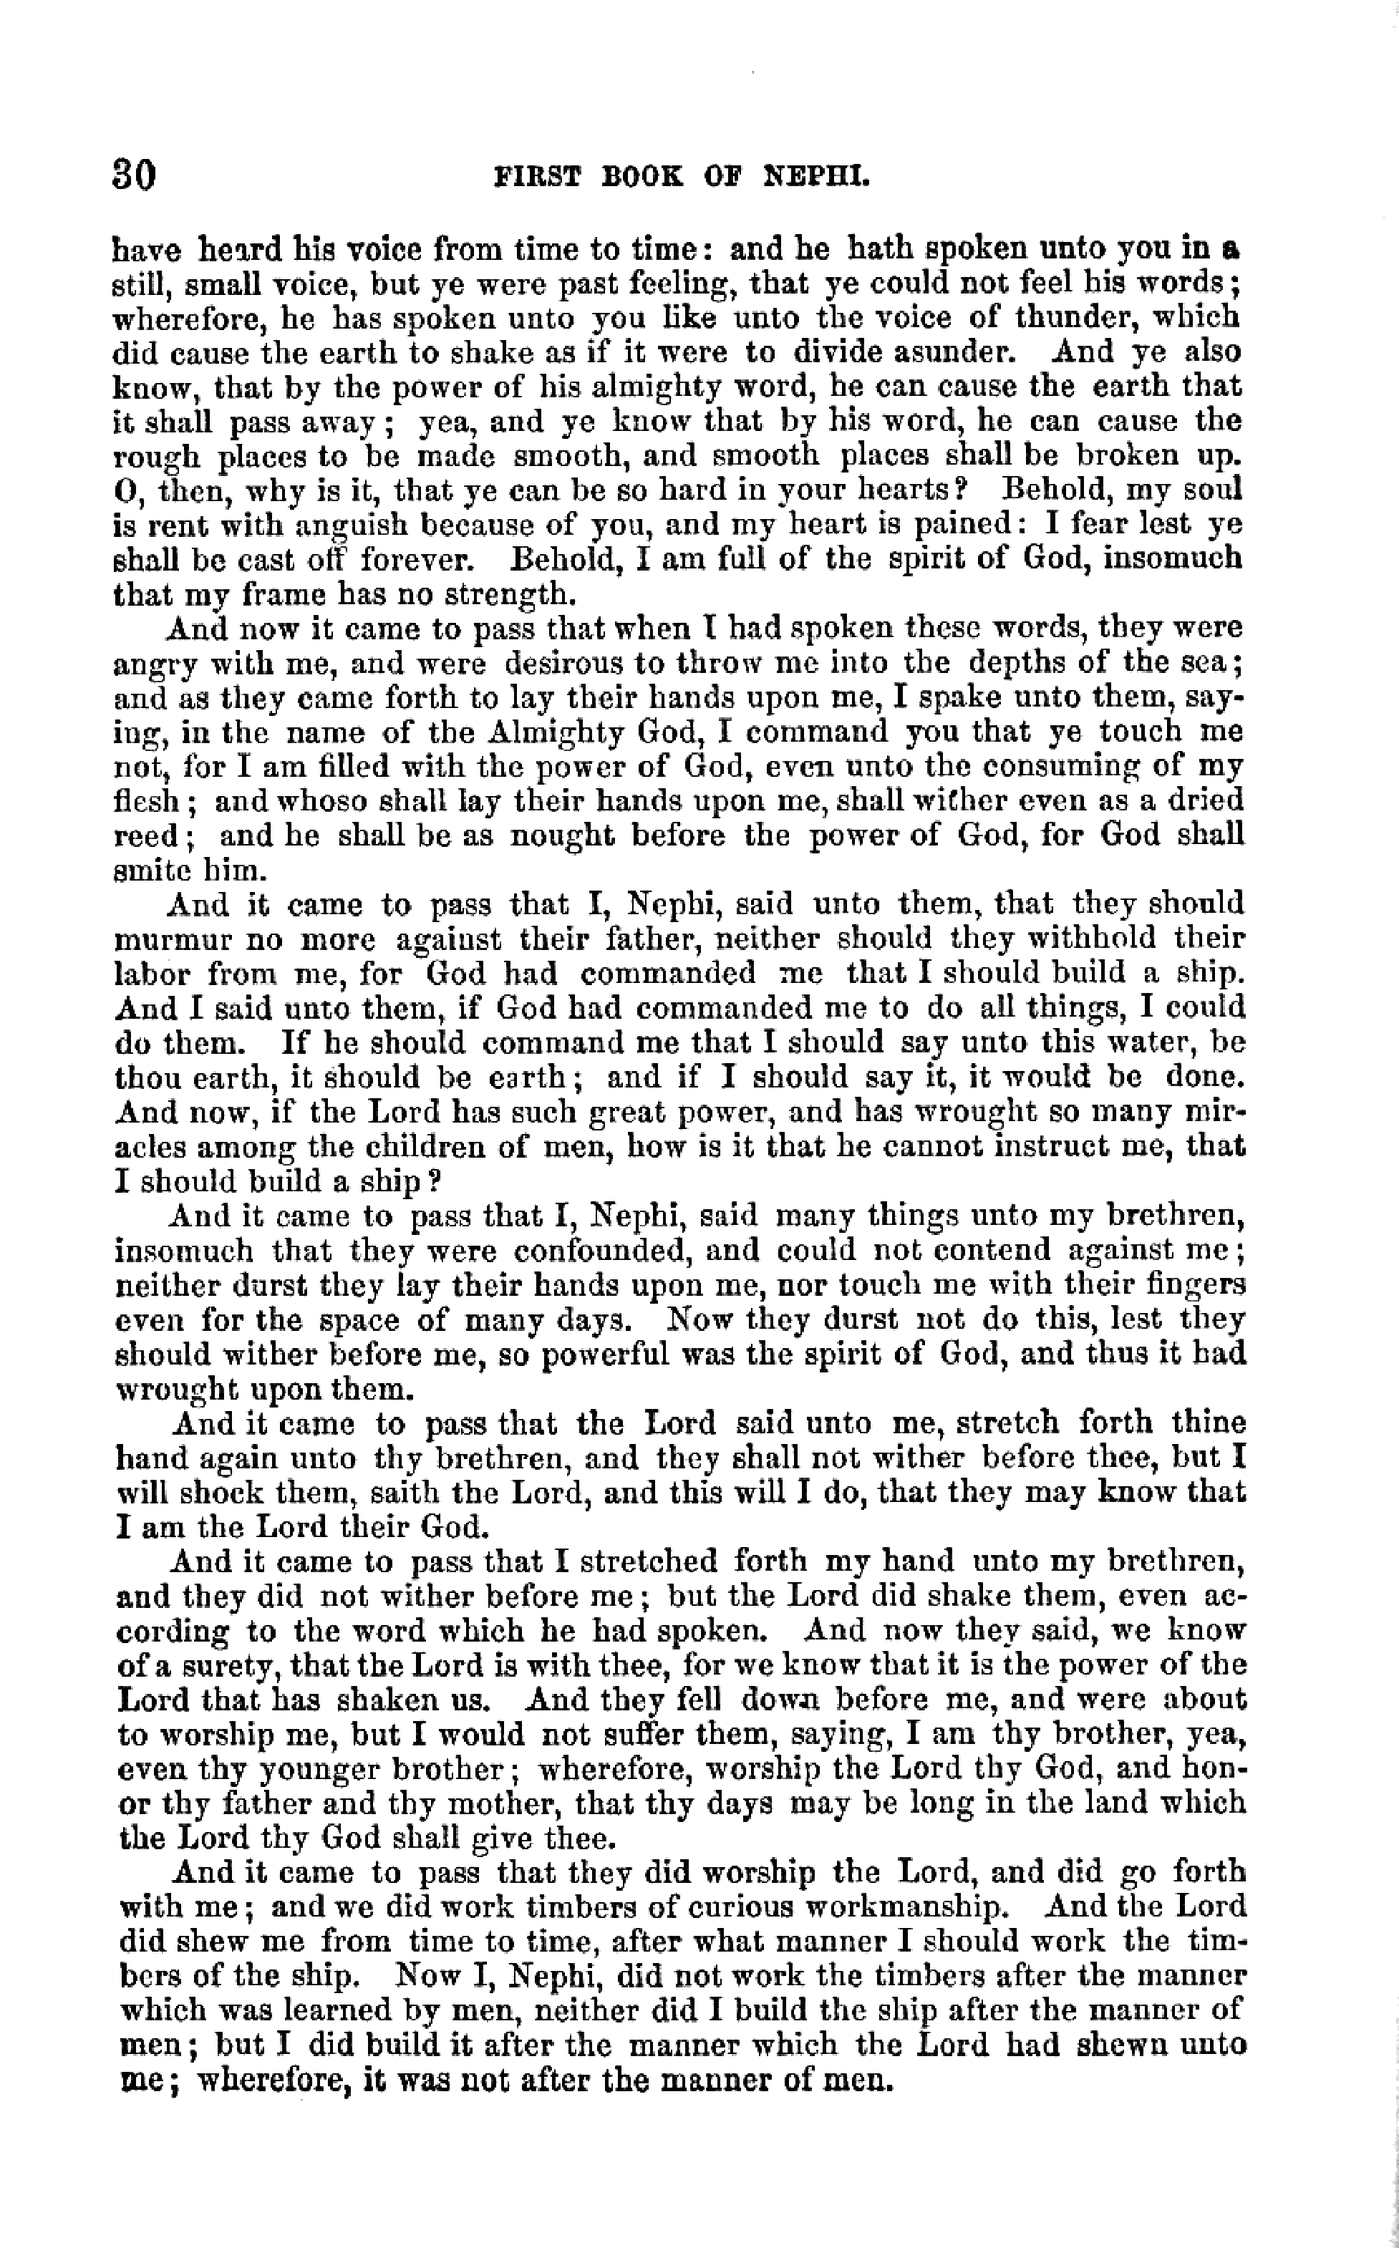 30 FIRST BOOK OF NEPHI.
have heard his voice from time to time: and he hath spoken unto you in a
still, small voice, but ye were past feeling, that ye could not feel his words;
wherefore, he has spoken unto you like unto the voice of thunder, which
did cause the earth to shake as if it were to divide asunder. And ye also
know, that by the power of his almighty word, he can cause the earth that
it shall pass away; yea, and ye know that by his word, he can cause the
rough places to be made smooth, and smooth places shall be broken up.
O, then, why is it, that ye can be so hard in your hearts? Behold, my soul
is rent with anguish because of you, and my heart is pained: I fear lest ye
shall be cast off forever. Behold, I am full of the spirit of God, insomuch
that my frame has no strength.
And now it came to pass that when I had spoken these words, they were
angry with me, and were desirous to throw me into the depths of the sea;
and as they came forth to lay their hands upon me, I spake unto them, say-
ing, in the name of the Almighty God, I command you that ye touch me
not, for I am filled with the power of God, even unto the consuming of my
flesh; and whoso shall lay their hands upon me, shall wither even as a dried
reed; and he shall be as nought before the power of God, for God shall
smite him.
And it came to pass that I, Nephi, said unto them, that they should
murmur no more against their father, neither should they withhold their
labor from me, for God had commanded me that I should build a ship.
And I said unto them, if God had commanded me to do all things, I could
do them. If he should command me that I should say unto this water, be
thou earth, it should be earth; and if I should say it, it would be done.
And now, if the Lord has such great power, and has wrought so many mir-
acles among the children of men, how is it that he cannot instruct me, that
I should build a ship?
And it came to pass that I, Nephi, said many things unto my brethren,
insomuch that they were confounded, and could not contend against me;
neither durst they lay their hands upon me, nor touch me with their fingers
even for the space of many days. Now they durst not do this, lest they
should wither before me, so powerful was the spirit of God, and thus it had
wrought upon them.
And it came to pass that the Lord said unto me, stretch forth thine
hand again unto thy brethren, and they shall not wither before thee, but I
will shock them, saith the Lord, and this will I do, that they may know that
I am the Lord their God.
And it came to pass that I stretched forth my hand unto my brethren,
and they did not wither before me; but the Lord did shake them, even ac-
cording to the word which he had spoken. And now they said, we know
of a surety, that the Lord is with thee, for we know that it is the power of the
Lord that has shaken us. And they fell down before me, and were about
to worship me, but I would not suffer them, saying, I am thy brother, yea,
even thy younger brother; wherefore, worship the Lord thy God, and hon-
or thy father and thy mother, that thy days may be long in the land which
the Lord thy God shall give thee.
And it came to pass that they did worship the Lord, and did go forth
with me; and we did work timbers of curious workmanship. And the Lord
did shew me from time to time, after what manner I should work the tim-
bers of the ship. Now I, Nephi, did not work the timbers after the manner
which was learned by men, neither did I build the ship after the manner of
men; but I did build it after the manner which the Lord had shewn unto
me; wherefore, it was not after the manner of men.